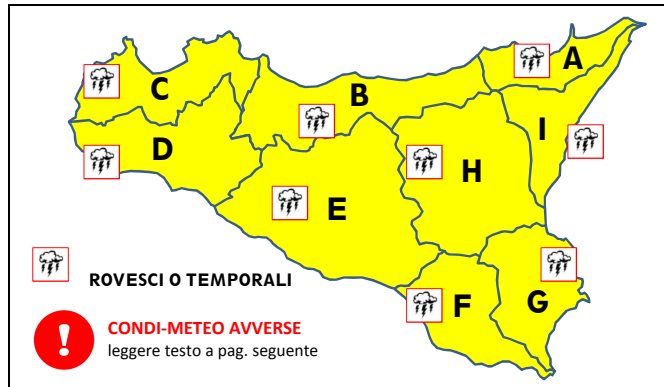 A
B
C
I
D
H
E
F
G
ROVESCI O TEMPORALI
!
CONDI-METEO AVVERSE
leggere testo a pag. seguente